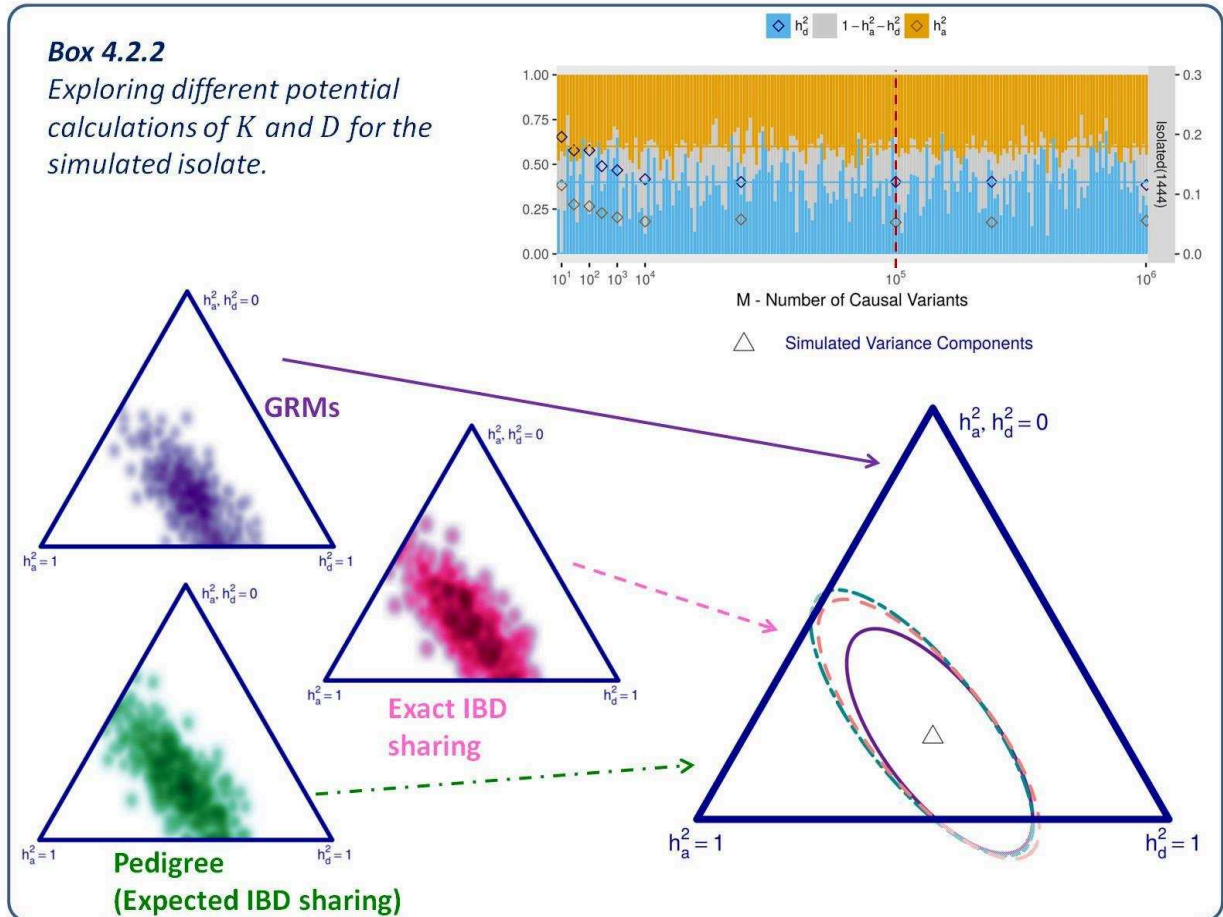 Box 4.2.2
Exploring different potential
calculations of K and D for the
simulated isolate.
h²d 1−h²a−h²d h²a
1.00
0.75
0.50
0.25
0.00
0.3
0.2
0.1
0.0
Isolated(1444)
10¹ 10² 10³ 10⁴ 10⁵ 10⁶
M - Number of Causal Variants
Simulated Variance Components
h²a, h²d = 0
GRMs
h²a = 1
h²d = 1
h²a, h²d = 0
h²a = 1
h²d = 1
Exact IBD
sharing
h²a, h²d = 0
h²a = 1
h²d = 1
Pedigree
(Expected IBD sharing)
h²a, h²d = 0
h²a = 1
h²d = 1